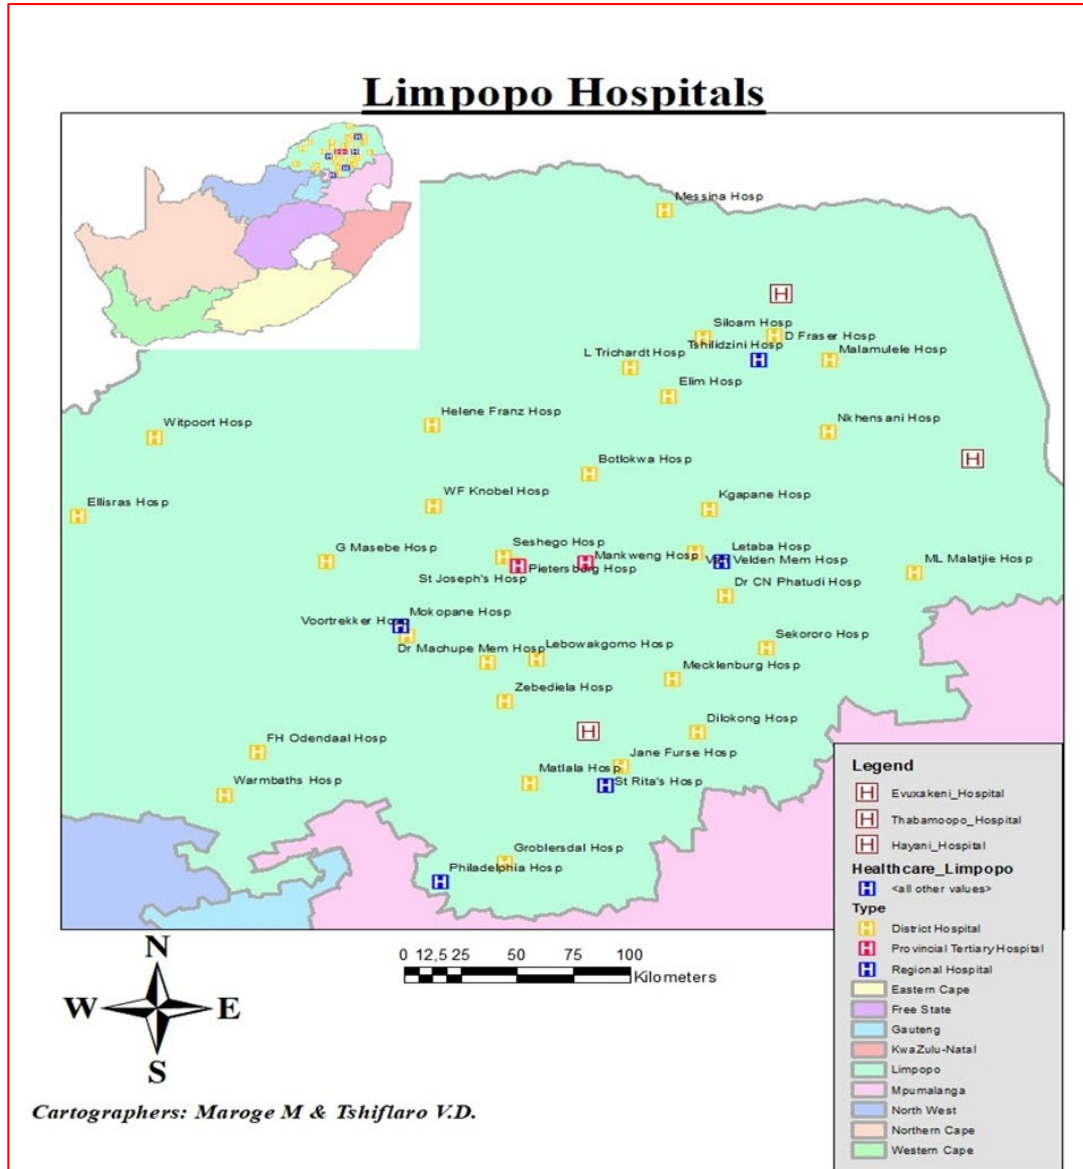 Limpopo Hospitals
Messina Hosp
Siloam Hosp
D Fraser Hosp
Tshilidzini Hosp
L Trichardt Hosp
Malamulele Hosp
Elim Hosp
Helene Franz Hosp
Nkhensani Hosp
Witpoort Hosp
Botlokwa Hosp
WF Knobel Hosp
Kgapane Hosp
Ellisras Hosp
Seshego Hosp
G Masebe Hosp
Mankweng Hosp
Letaba Hosp
Velden Mem Hosp
ML Malatjie Hosp
Pietersburg Hosp
St Joseph's Hosp
Dr CN Phatudi Hosp
Mokopane Hosp
Voortrekker Hosp
Sekororo Hosp
Dr Machupe Mem Hosp
Lebowakgomo Hosp
Mecklenburg Hosp
Zebediela Hosp
Dilokong Hosp
FH Odendaal Hosp
Jane Furse Hosp
Matlala Hosp
Warmbaths Hosp
St Rita's Hosp
Groblersdal Hosp
Philadelphia Hosp
Legend
Evuxakeni_Hospital
Thabamoopo_Hospital
Hayani_Hospital
Healthcare_Limpopo
<all other values>
Type
District Hospital
Provincial Tertiary Hospital
Regional Hospital
Eastern Cape
Free State
Gauteng
KwaZulu-Natal
Limpopo
Mpumalanga
North West
Northern Cape
Western Cape
N
W E
S
0 12,5 25 50 75 100
Kilometers
Cartographers: Maroge M & Tshiflaro V.D.